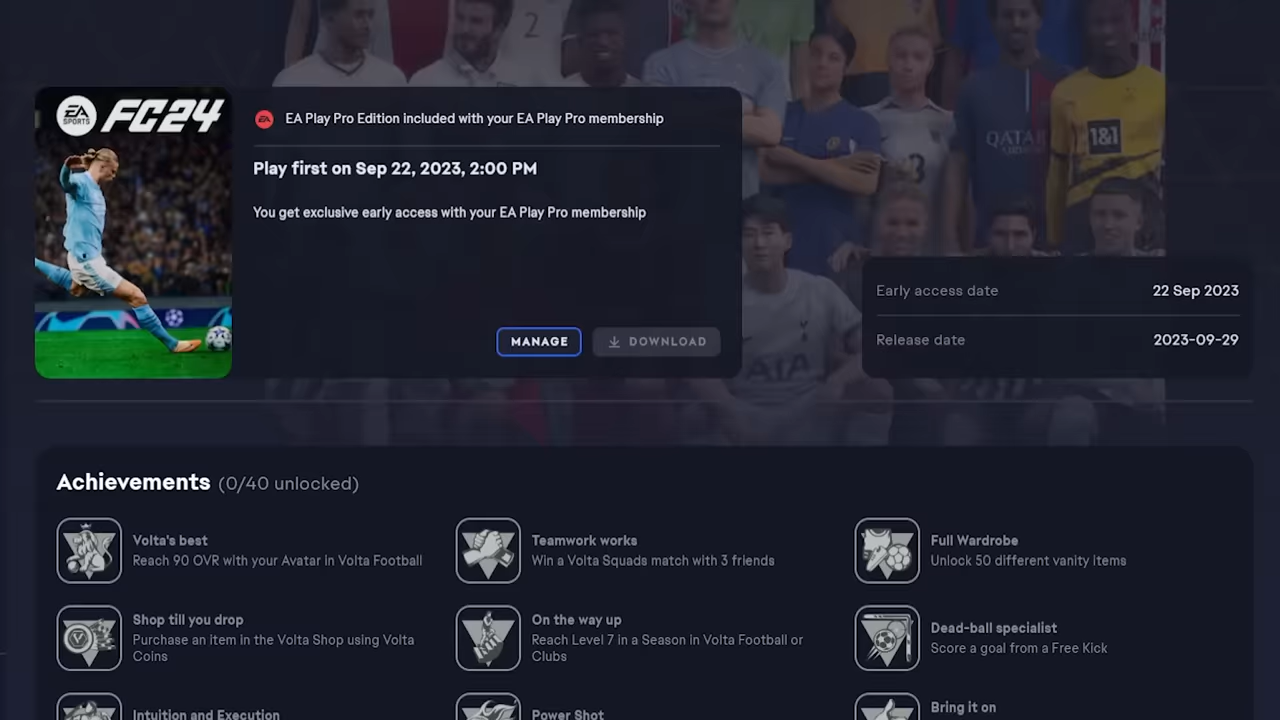 2
EA SPORTS FC24
EA Play Pro Edition included with your EA Play Pro membership
Play first on Sep 22, 2023, 2:00 PM
You get exclusive early access with your EA Play Pro membership
MANAGE
DOWNLOAD
QATAR
1&1
3
AIA
Early access date
22 Sep 2023
Release date
2023-09-29
Achievements (0/40 unlocked)
Volta's best
Reach 90 OVR with your Avatar in Volta Football
Teamwork works
Win a Volta Squads match with 3 friends
Full Wardrobe
Unlock 50 different vanity items
Shop till you drop
Purchase an item in the Volta Shop using Volta
Coins
On the way up
Reach Level 7 in a Season in Volta Football or
Clubs
Dead-ball specialist
Score a goal from a Free Kick
Intuition and Execution
Power Shot
Bring it on